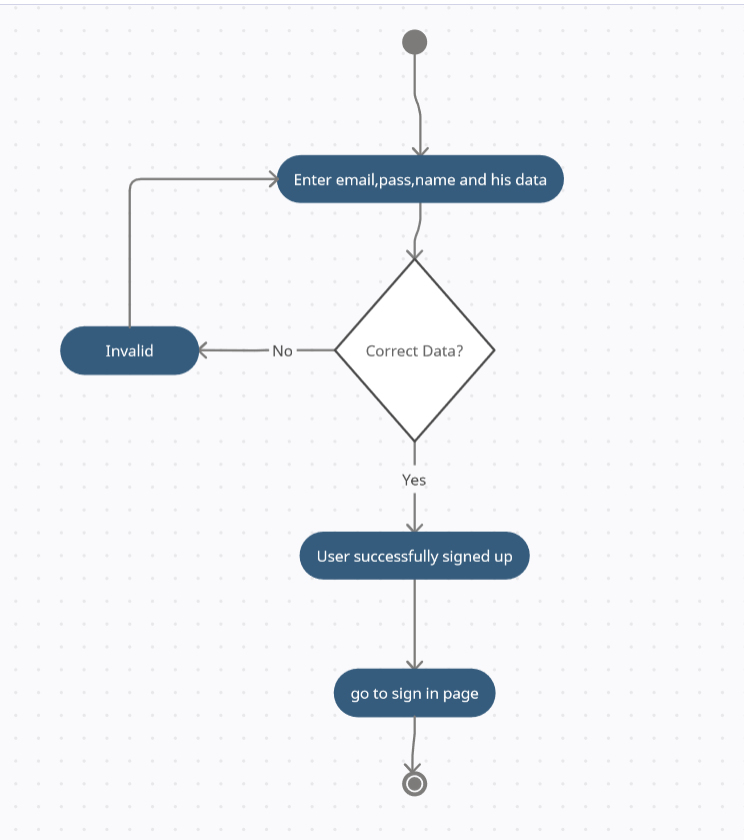 Enter email,pass,name and his data
Correct Data?
No
Invalid
Yes
User successfully signed up
go to sign in page